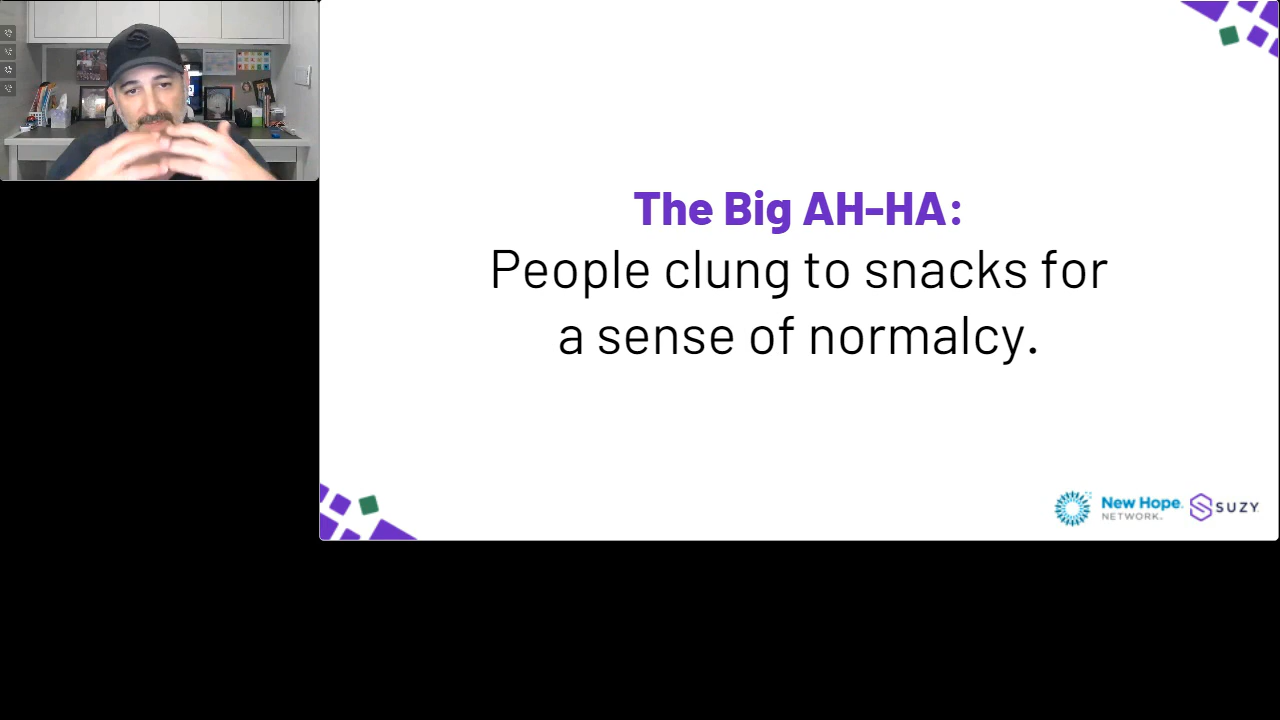 The Big AH-HA:
People clung to snacks for
a sense of normalcy.
New Hope
NETWORK
SUZY